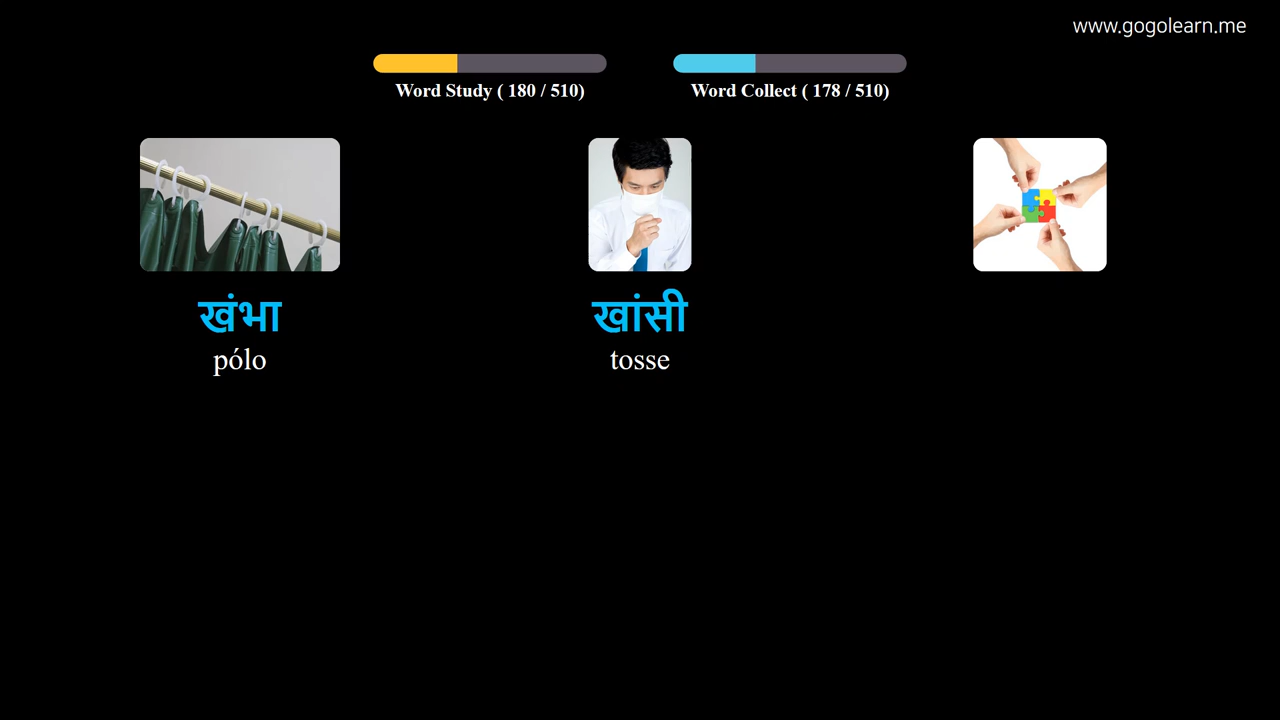 www.gogolearn.me
Word Study ( 180 / 510)
Word Collect ( 178 / 510)
खंभा
pólo
खांसी
tosse